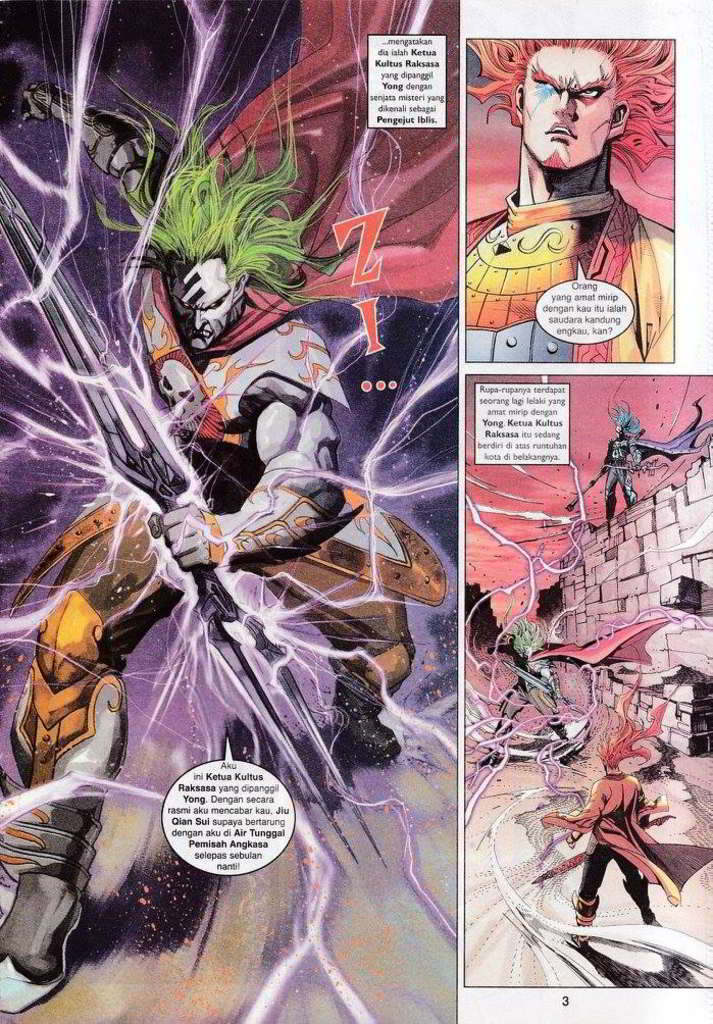 ...mengatakan
dia ialah Ketua
Kultus Raksasa
yang dipanggil
Yong dengan
senjata misteri yang
dikenali sebagai
Pengejut Iblis.
ZI...
Aku
ini Ketua Kultus
Raksasa yang dipanggil
Yong. Dengan secara
rasmi aku mencabar kau, Jiu
Qian Sui supaya bertarung
dengan aku di Air Tunggal
Pemisah Angkasa
selepas sebulan
nanti!
Orang
yang amat mirip
dengan kau itu ialah
saudara kandung
engkau, kan?
Rupa-rupanya terdapat
seorang lagi lelaki yang
amat mirip dengan
Yong, Ketua Kultus
Raksasa itu sedang
berdiri di atas runtuhan
kota di belakangnya.
3